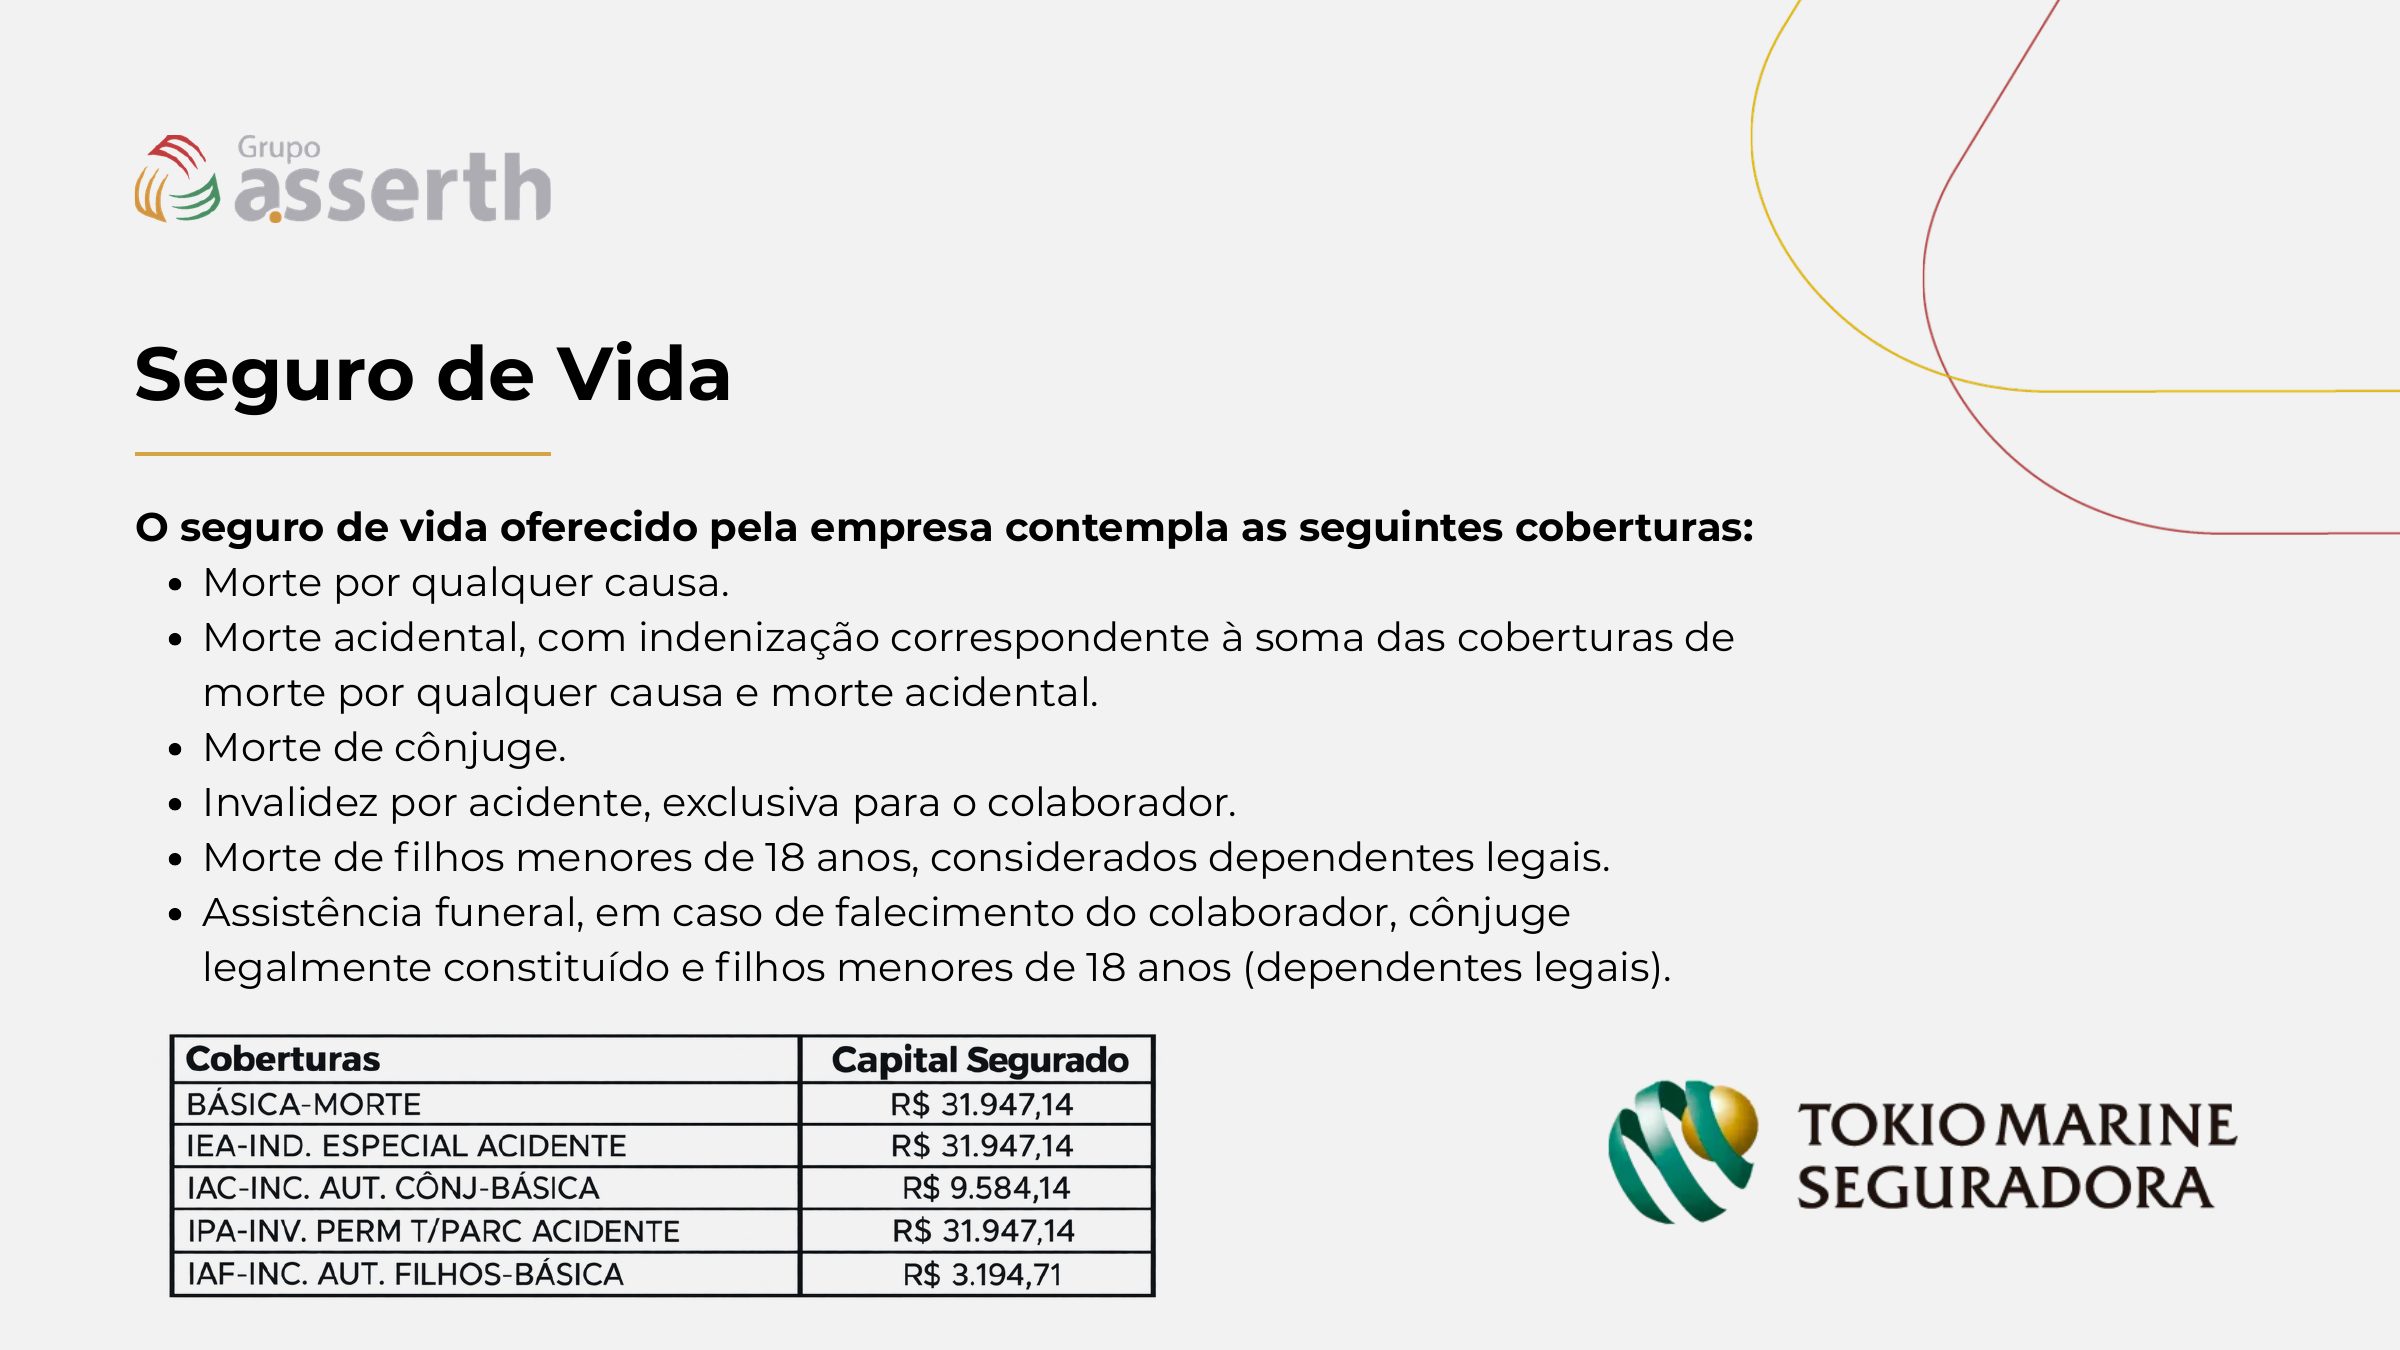 Grupo
asserth
Seguro de Vida
O seguro de vida oferecido pela empresa contempla as seguintes coberturas:
• Morte por qualquer causa.
• Morte acidental, com indenização correspondente à soma das coberturas de
morte por qualquer causa e morte acidental.
• Morte de cônjuge.
• Invalidez por acidente, exclusiva para o colaborador.
• Morte de filhos menores de 18 anos, considerados dependentes legais.
• Assistência funeral, em caso de falecimento do colaborador, cônjuge
legalmente constituído e filhos menores de 18 anos (dependentes legais).
Coberturas Capital Segurado
BÁSICA-MORTE R$ 31.947,14
IEA-IND. ESPECIAL ACIDENTE R$ 31.947,14
IAC-INC. AUT. CÔNJ-BÁSICA R$ 9.584,14
IPA-INV. PERM T/PARC ACIDENTE R$ 31.947,14
IAF-INC. AUT. FILHOS-BÁSICA R$ 3.194,71
TOKIO MARINE
SEGURADORA